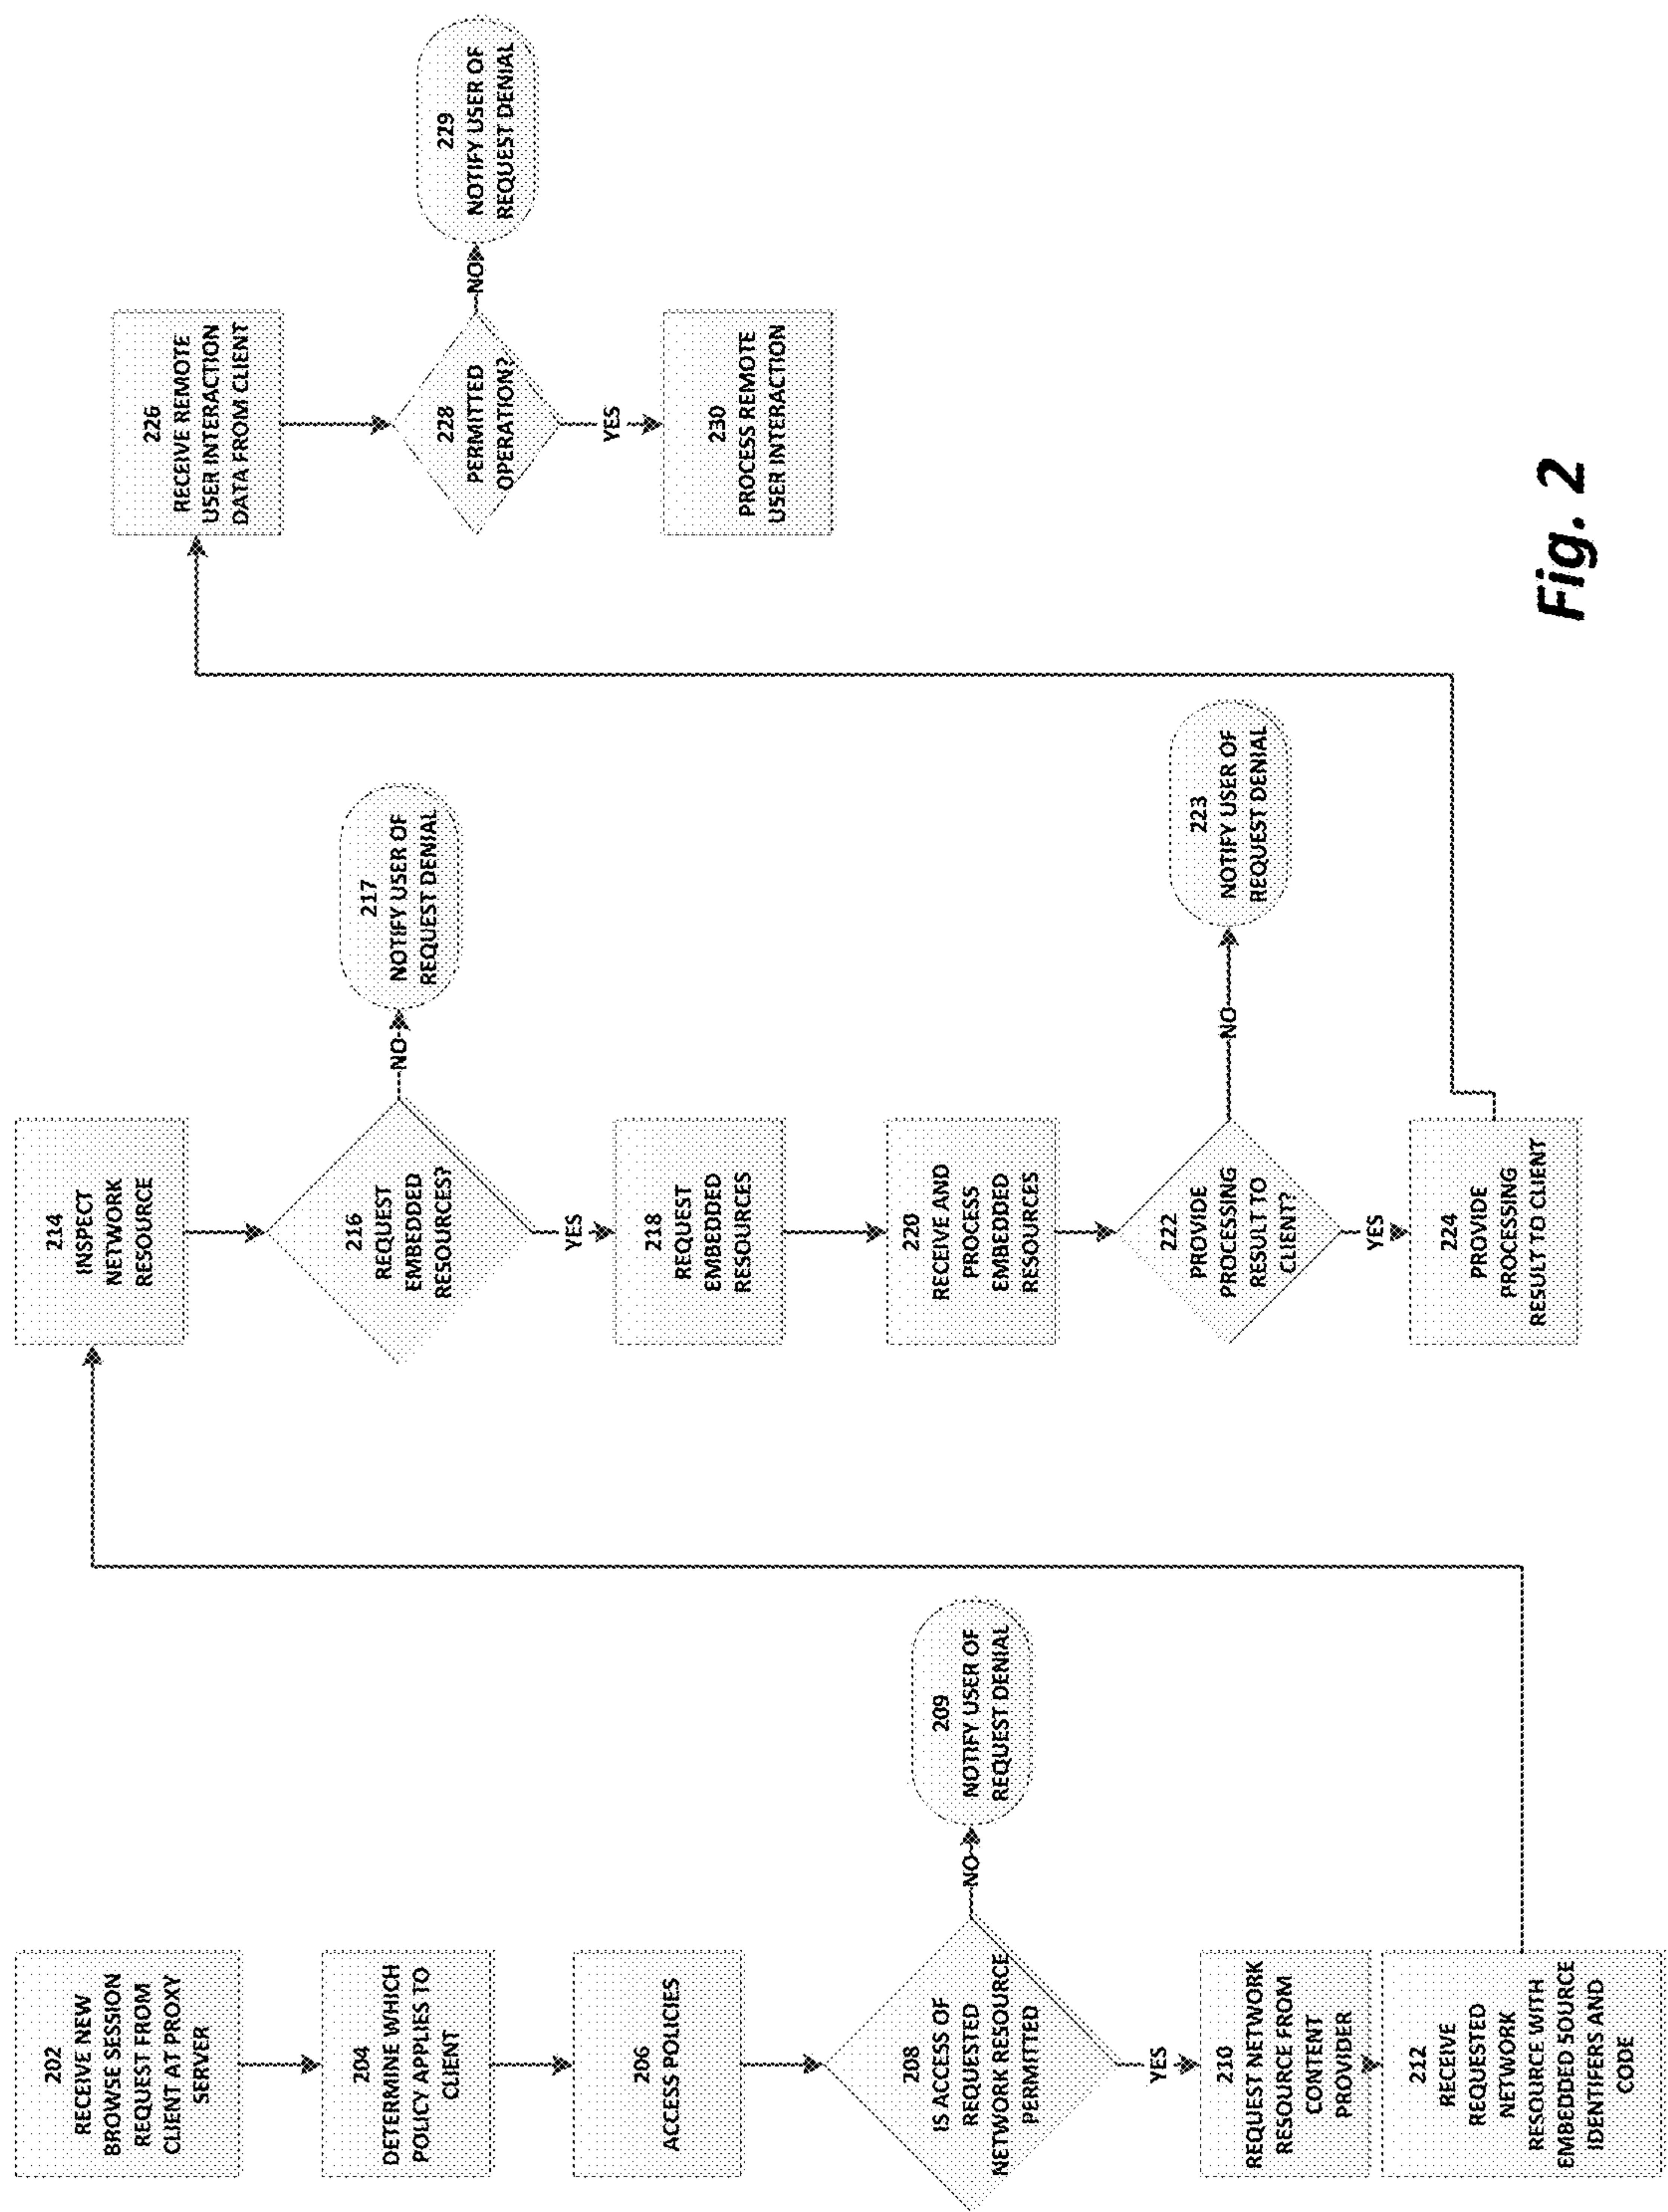 202
RECEIVE NEW
BROWSE SESSION
REQUEST FROM
CLIENT AT PROXY
SERVER
204
DETERMINE WHICH
POLICY APPLIES TO
CLIENT
206
ACCESS POLICIES
208
IS ACCESS OF
REQUESTED
NETWORK RESOURCE
PERMITTED
NO
209
NOTIFY USER OF
REQUEST DENIAL
YES
210
REQUEST NETWORK
RESOURCE FROM
CONTENT
PROVIDER
212
RECEIVE
REQUESTED
NETWORK
RESOURCE WITH
EMBEDDED SOURCE
IDENTIFERS AND
CODE
214
INSPECT
NETWORK
RESOURCE
216
REQUEST
EMBEDDED
RESOURCES?
NO
217
NOTIFY USER OF
REQUEST DENIAL
YES
218
REQUEST
EMBEDDED
RESOURCES
220
RECEIVE AND
PROCESS
EMBEDDED
RESOURCES
222
PROVIDE
PROCESSING
RESULT TO
CLIENT?
NO
223
NOTIFY USER OF
REQUEST DENIAL
YES
224
PROVIDE
PROCESSING
RESULT TO CLIENT
226
RECEIVE REMOTE
USER INTERACTION
DATA FROM CLIENT
228
PERMITTED
OPERATION?
NO
229
NOTIFY USER OF
REQUEST DENIAL
YES
230
PROCESS REMOTE
USER INTERACTION
Fig. 2